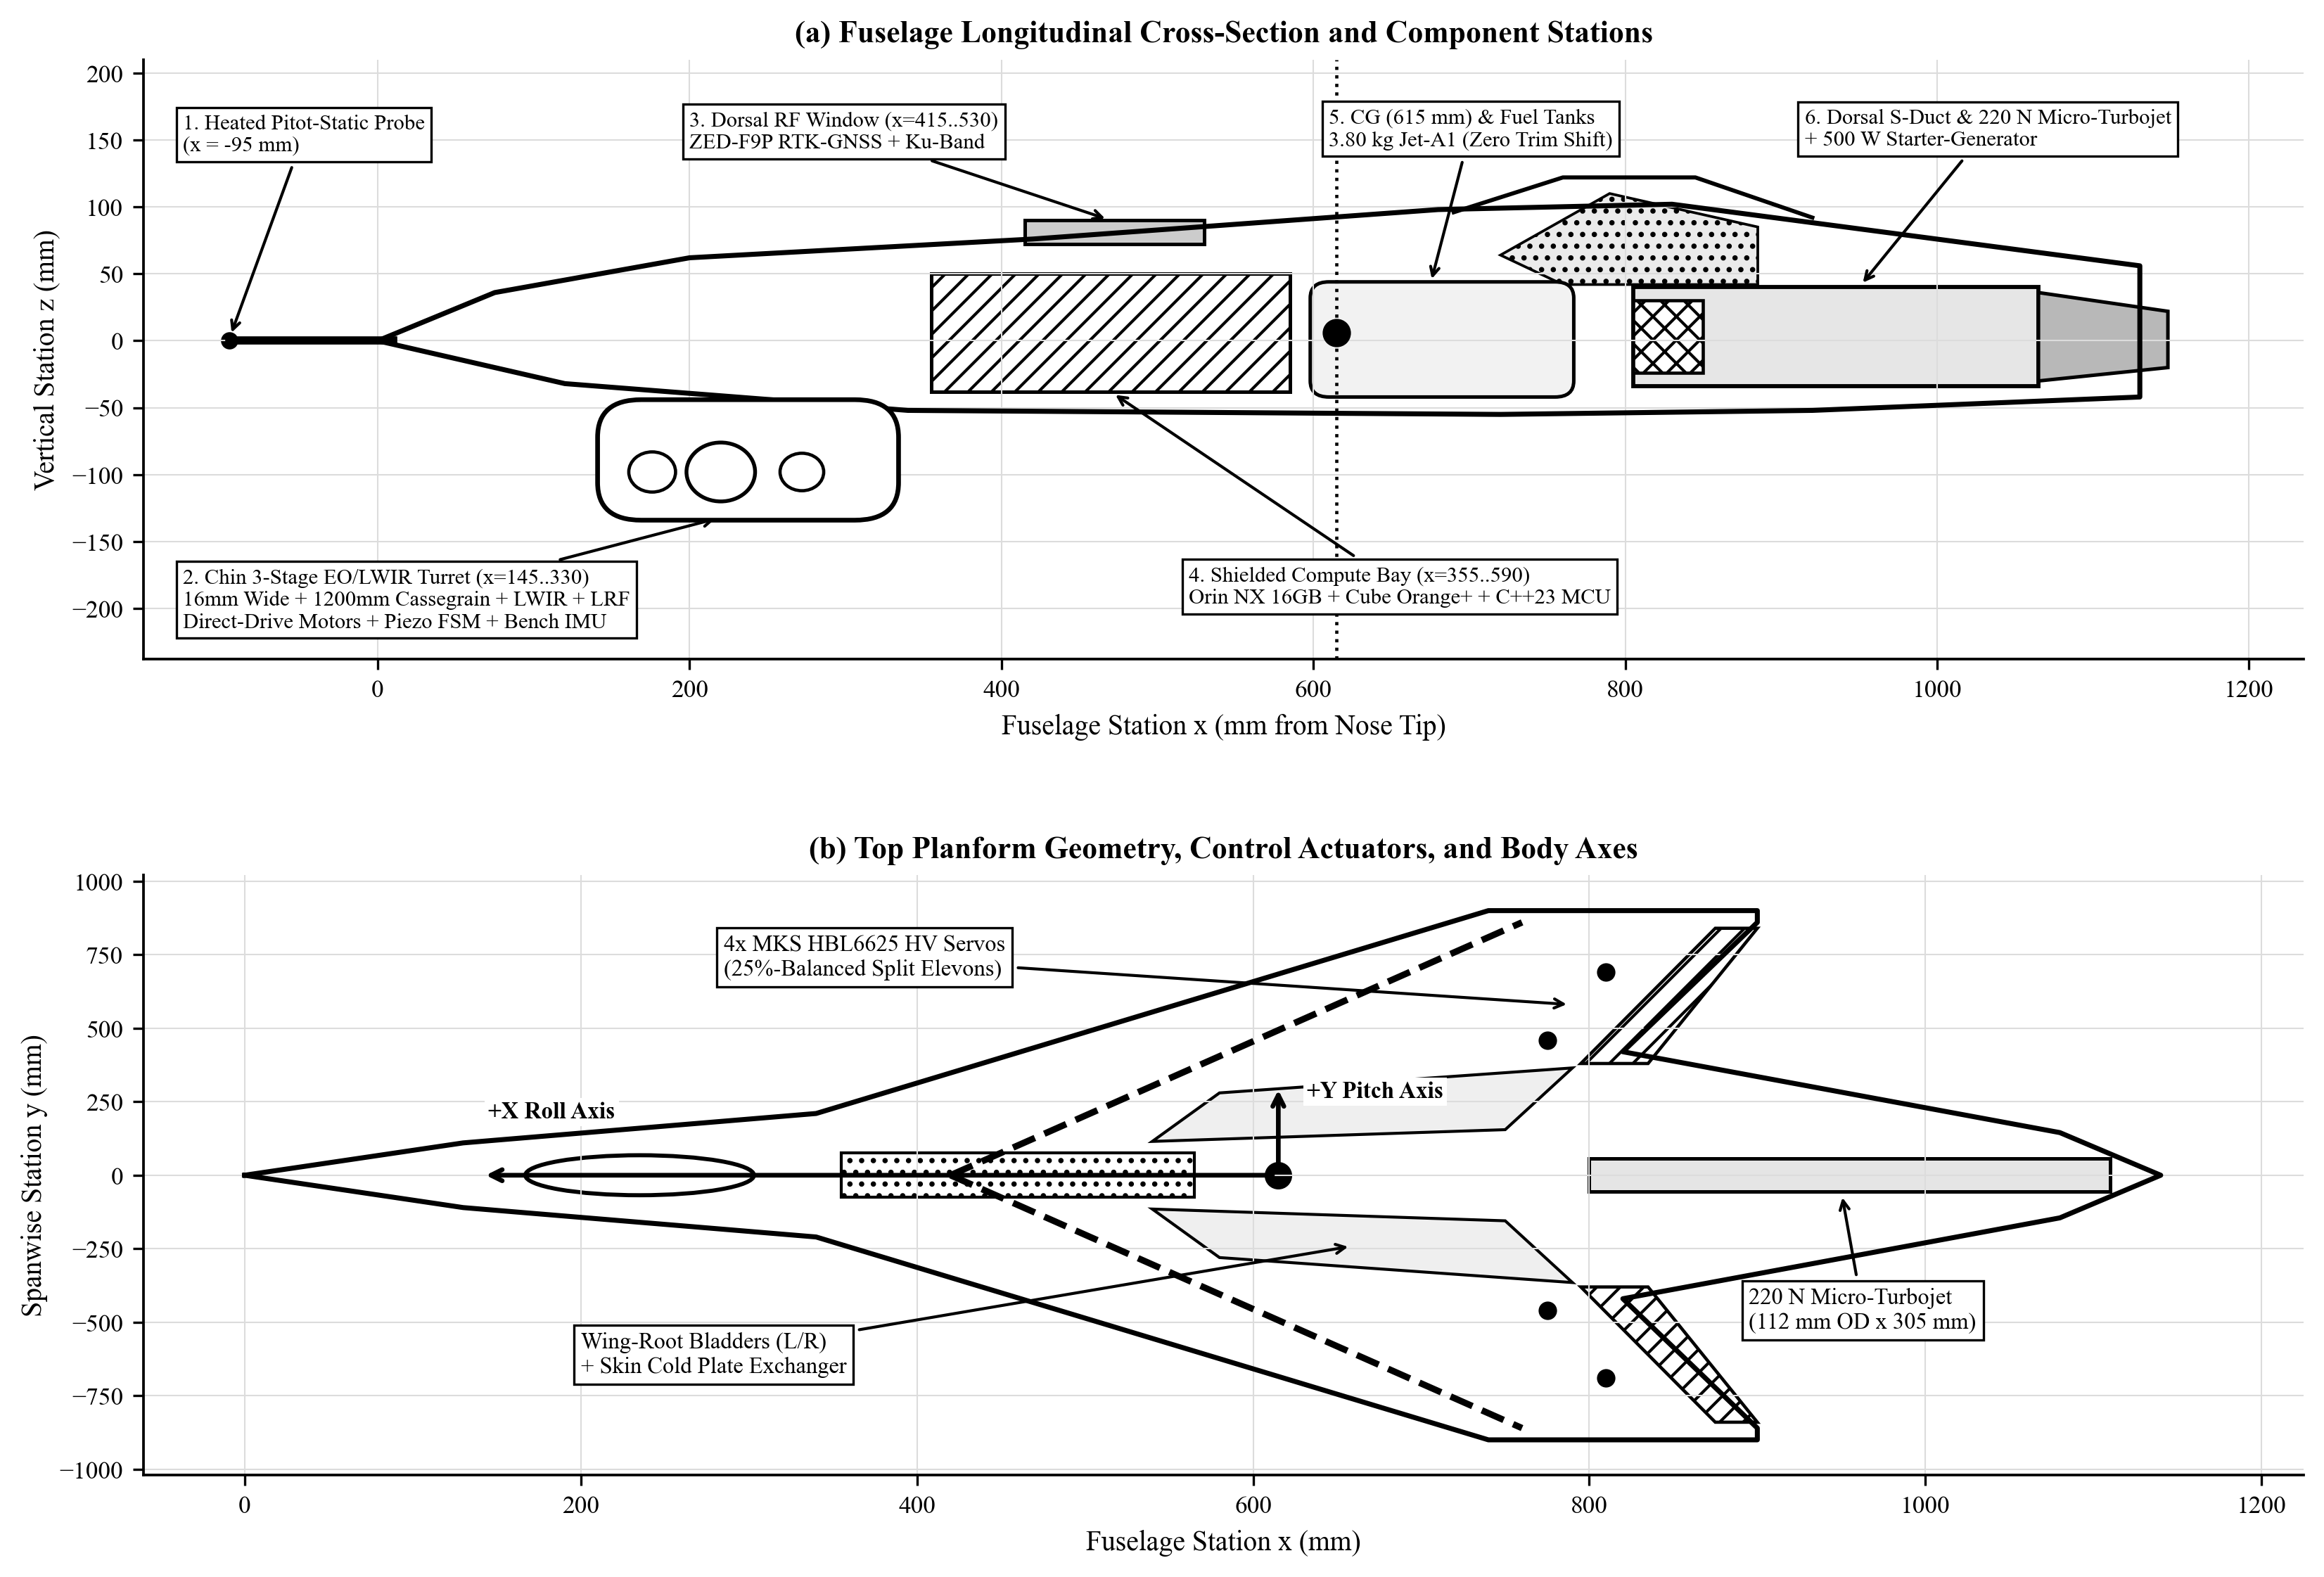 (a) Fuselage Longitudinal Cross-Section and Component Stations
Vertical Station z (mm)
200
150
100
50
0
−50
−100
−150
−200
1. Heated Pitot-Static Probe
(x = -95 mm)
3. Dorsal RF Window (x=415..530)
ZED-F9P RTK-GNSS + Ku-Band
5. CG (615 mm) & Fuel Tanks
3.80 kg Jet-A1 (Zero Trim Shift)
6. Dorsal S-Duct & 220 N Micro-Turbojet
+ 500 W Starter-Generator
2. Chin 3-Stage EO/LWIR Turret (x=145..330)
16mm Wide + 1200mm Cassegrain + LWIR + LRF
Direct-Drive Motors + Piezo FSM + Bench IMU
4. Shielded Compute Bay (x=355..590)
Orin NX 16GB + Cube Orange+ + C++23 MCU
0 200 400 600 800 1000 1200
Fuselage Station x (mm from Nose Tip)
(b) Top Planform Geometry, Control Actuators, and Body Axes
Spanwise Station y (mm)
1000
750
500
250
0
−250
−500
−750
−1000
4x MKS HBL6625 HV Servos
(25%-Balanced Split Elevons)
+X Roll Axis
+Y Pitch Axis
220 N Micro-Turbojet
(112 mm OD x 305 mm)
Wing-Root Bladders (L/R)
+ Skin Cold Plate Exchanger
0 200 400 600 800 1000 1200
Fuselage Station x (mm)